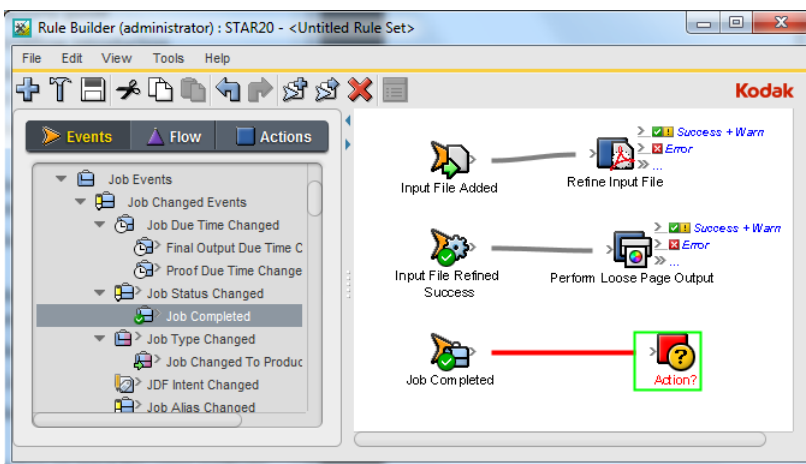 Rule Builder (administrator) : STAR20 - <Untitled Rule Set>
File Edit View Tools Help
Kodak
Events Flow Actions
Job Events
Job Changed Events
Job Due Time Changed
Final Output Due Time C
Proof Due Time Change
Job Status Changed
Job Completed
Job Type Changed
Job Changed To Produc
JDF Intent Changed
Job Alias Changed
Input File Added
Refine Input File
Success + Warn
Error
...
Input File Refined
Success
Perform Loose Page Output
Success + Warn
Error
...
Job Completed
Action?